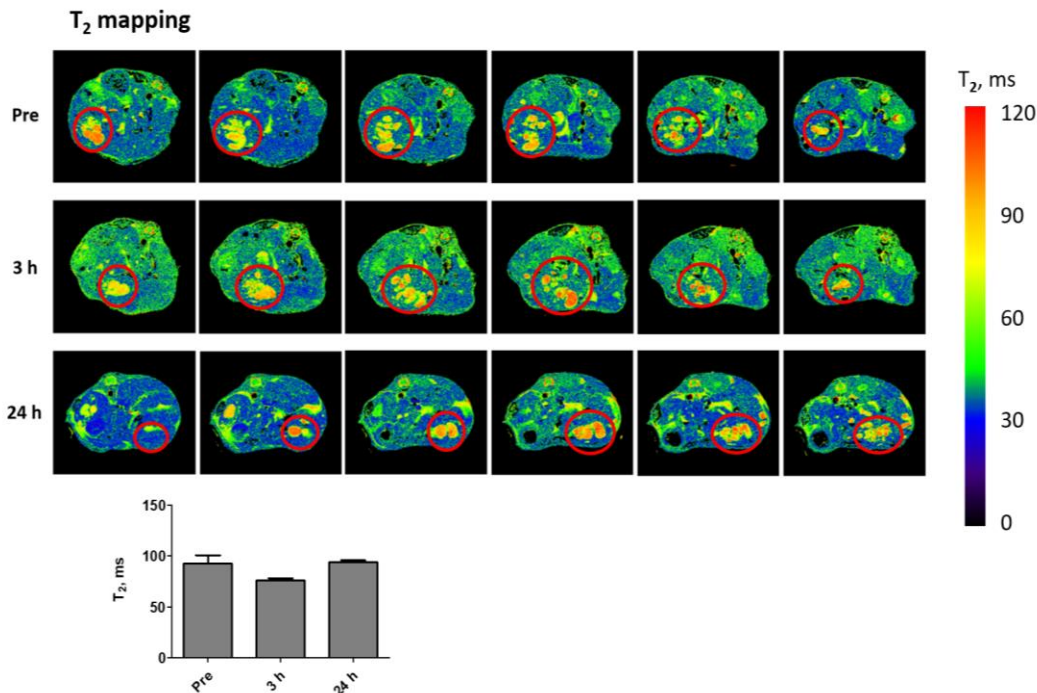 T₂ mapping
T₂, ms
Pre
120
90
3 h
60
30
24 h
0
150
100
50
0
T₂, ms
Pre
3 h
24 h